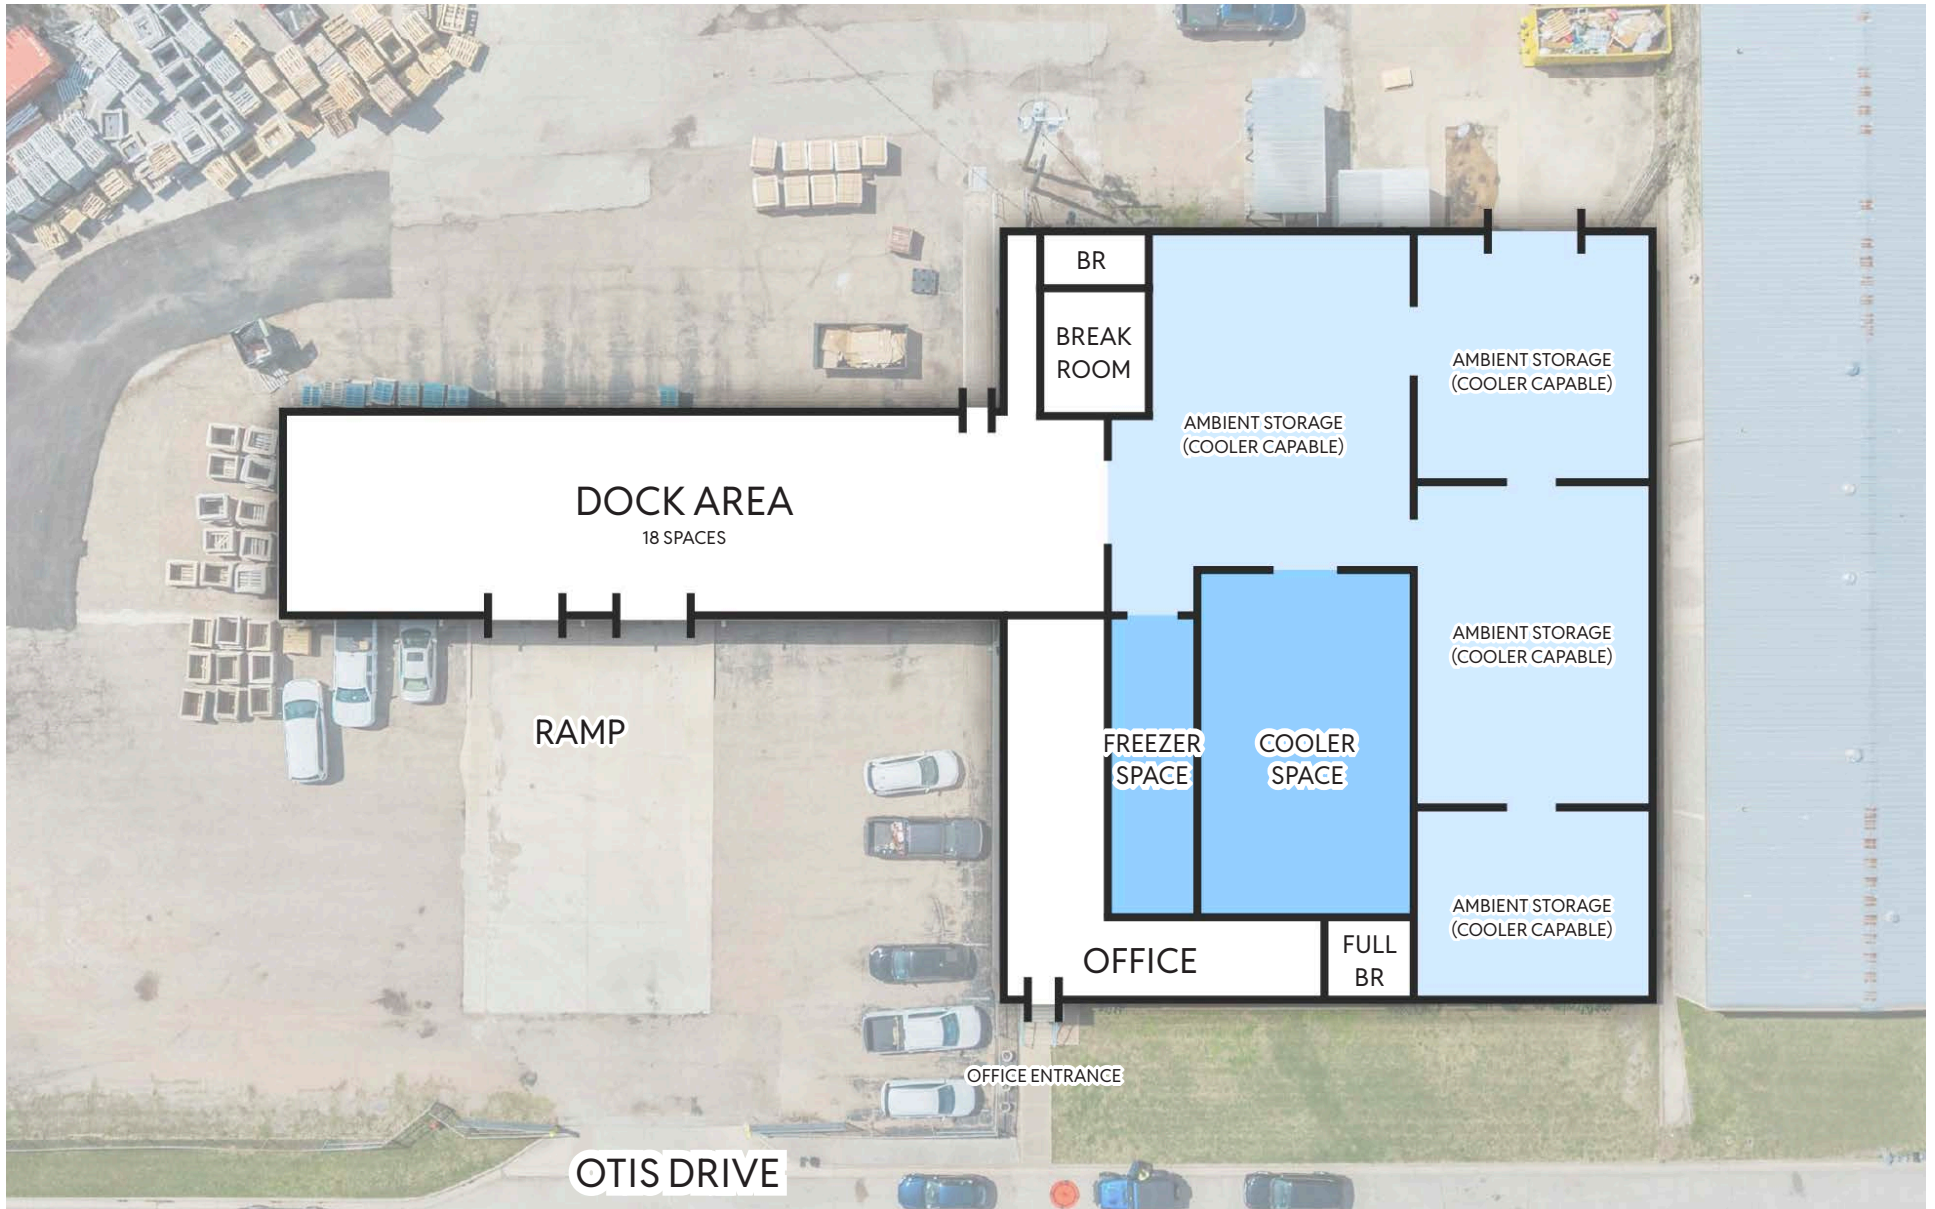 BR
BREAK
ROOM
AMBIENT STORAGE
(COOLER CAPABLE)
AMBIENT STORAGE
(COOLER CAPABLE)
DOCK AREA
18 SPACES
AMBIENT STORAGE
(COOLER CAPABLE)
RAMP
FREEZER
SPACE
COOLER
SPACE
AMBIENT STORAGE
(COOLER CAPABLE)
OFFICE
FULL
BR
OFFICE ENTRANCE
OTIS DRIVE